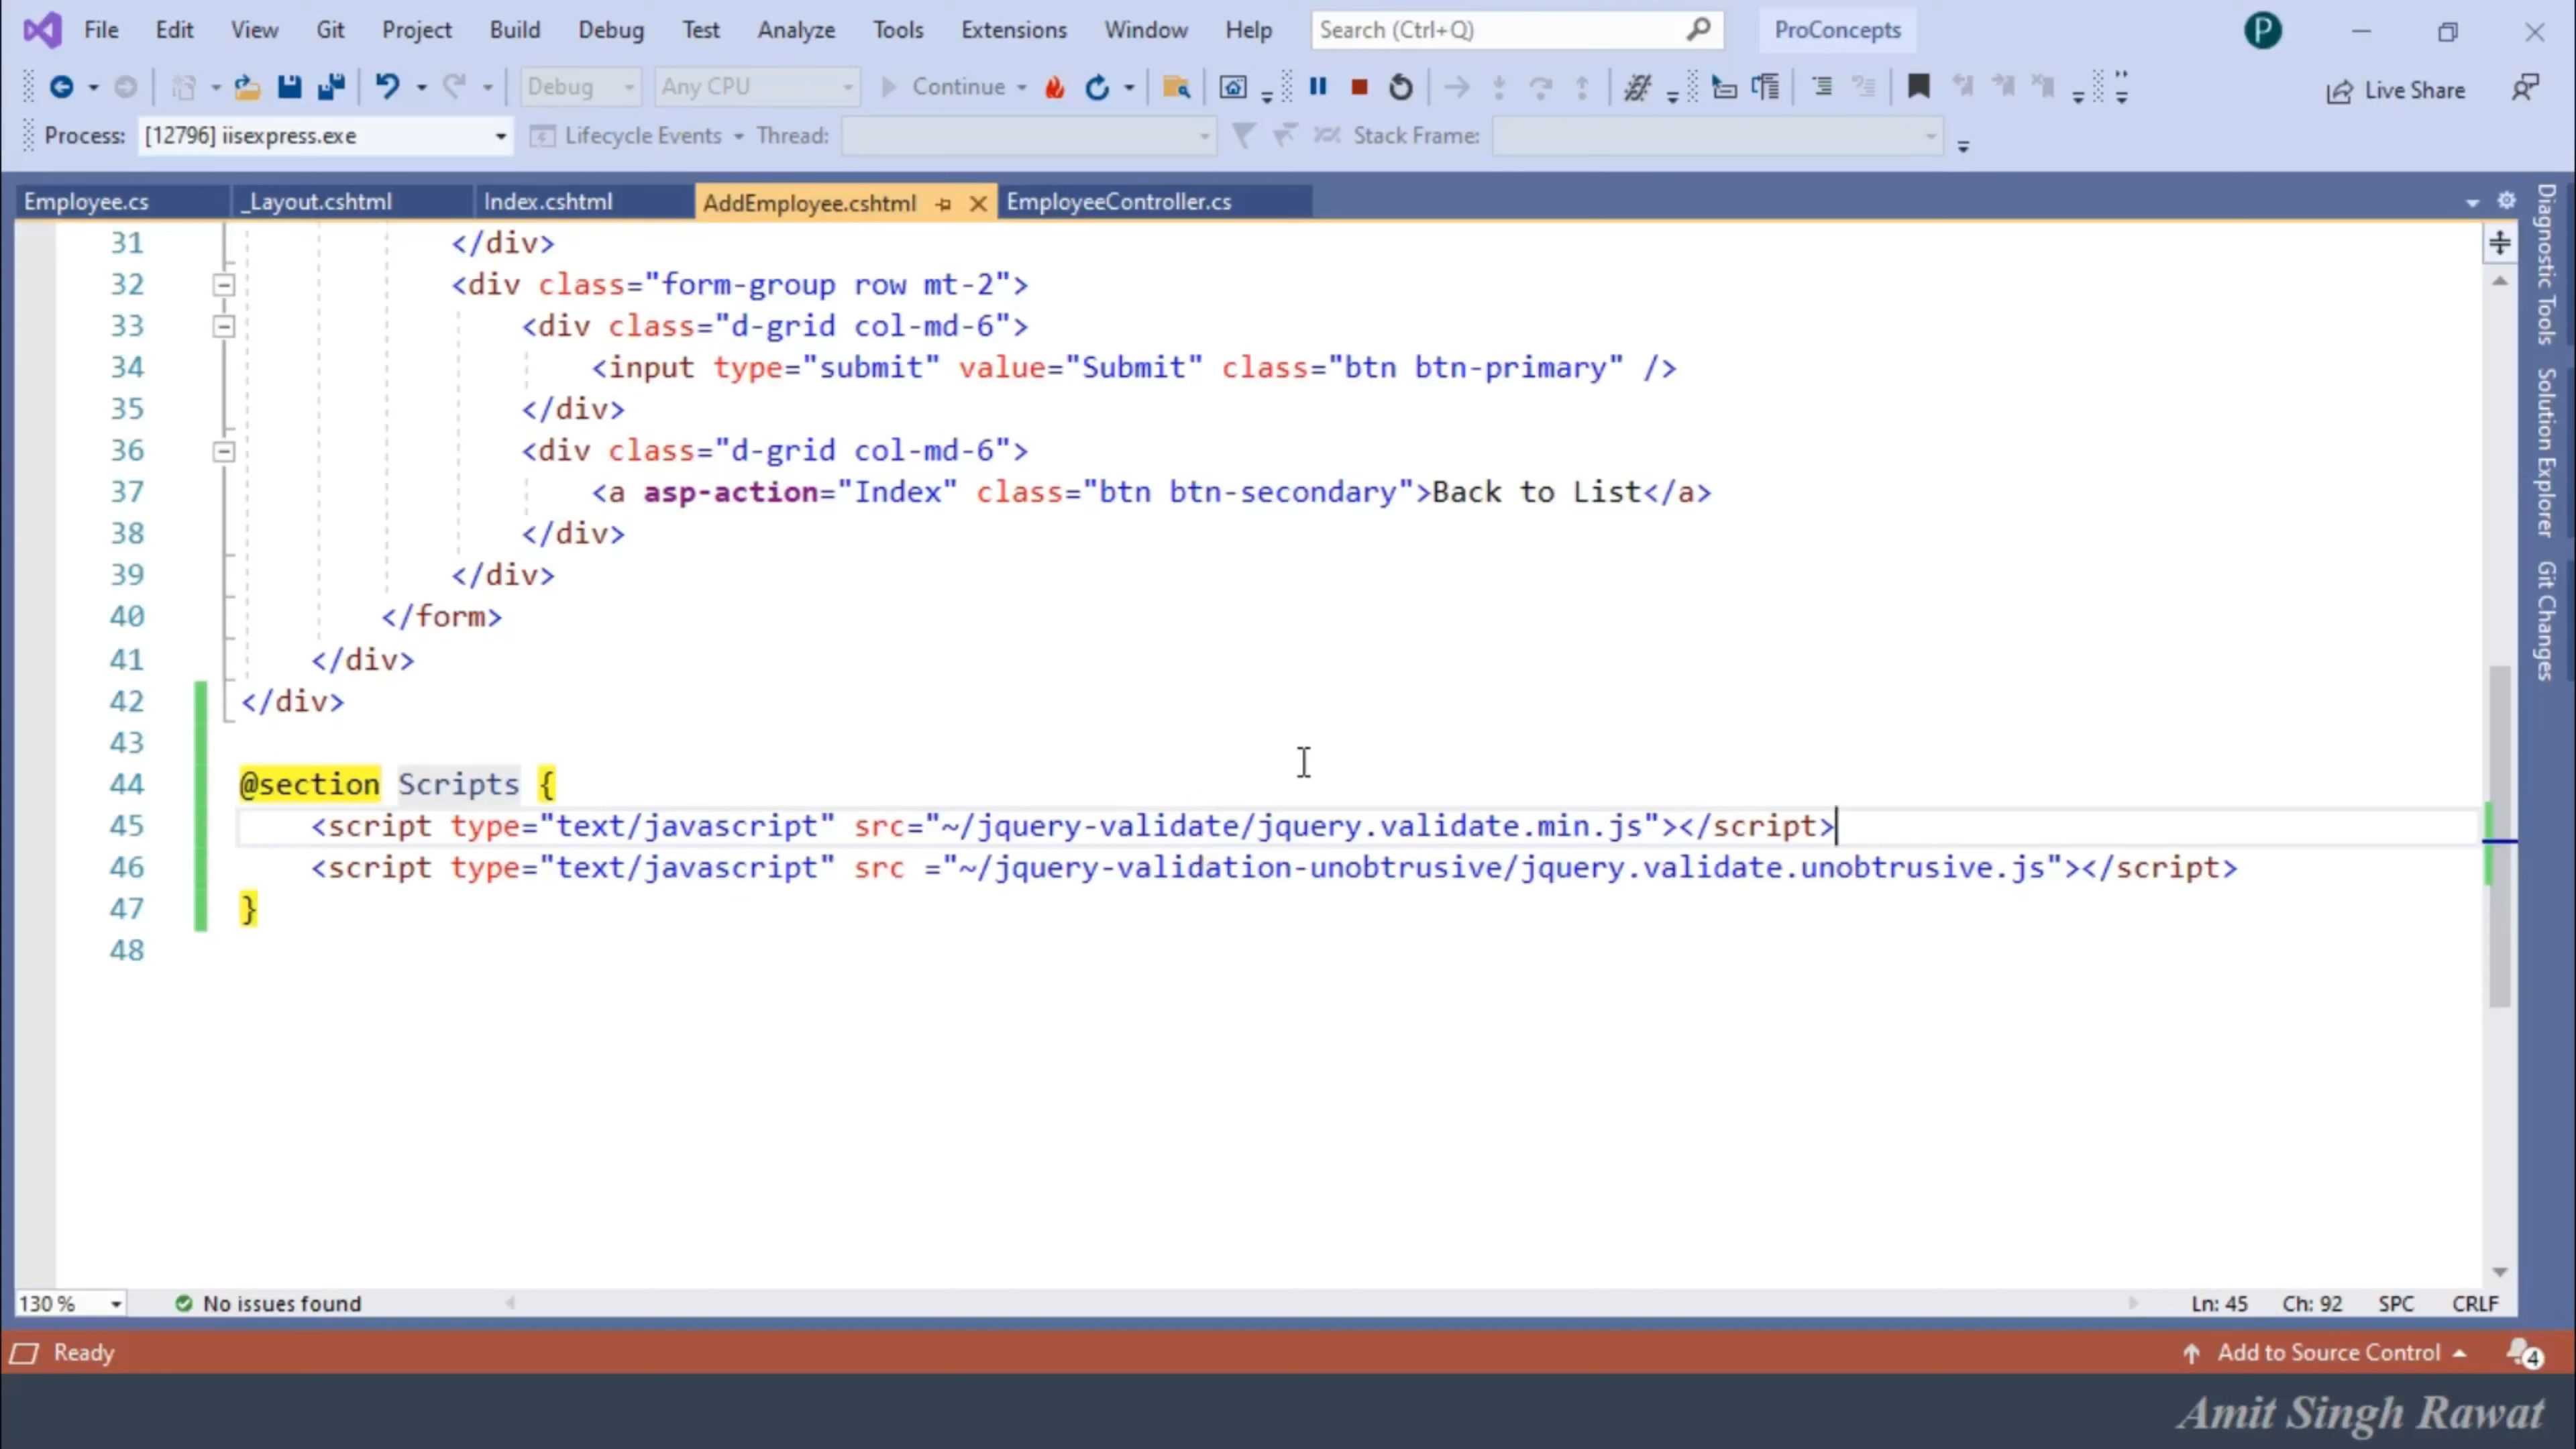 File Edit View Git Project Build Debug Test Analyze Tools Extensions Window Help Search (Ctrl+Q) ProConcepts P
Debug Any CPU Continue Live Share
Process: [12796] iisexpress.exe Lifecycle Events Thread: Stack Frame:
Employee.cs _Layout.cshtml Index.cshtml AddEmployee.cshtml EmployeeController.cs
31 </div>
32 <div class="form-group row mt-2">
33 <div class="d-grid col-md-6">
34 <input type="submit" value="Submit" class="btn btn-primary" />
35 </div>
36 <div class="d-grid col-md-6">
37 <a asp-action="Index" class="btn btn-secondary">Back to List</a>
38 </div>
39 </div>
40 </form>
41 </div>
42 </div>
43
44 @section Scripts {
45 <script type="text/javascript" src="~/jquery-validate/jquery.validate.min.js"></script>
46 <script type="text/javascript" src ="~/jquery-validation-unobtrusive/jquery.validate.unobtrusive.js"></script>
47 }
48
Diagnostic Tools
Solution Explorer
Git Changes
130 % No issues found Ln: 45 Ch: 92 SPC CRLF
Ready Add to Source Control 4
Amit Singh Rawat